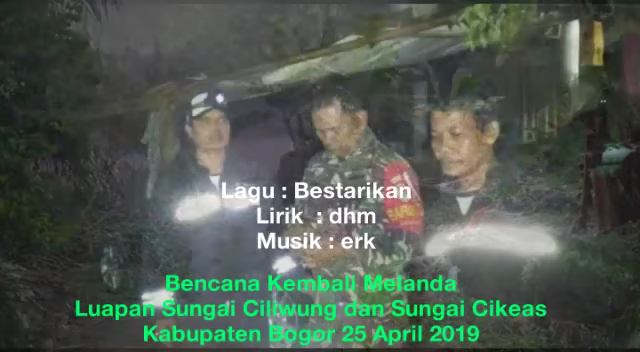 Lagu : Bestarikan
Lirik : dhm
Musik : erk
Bencana Kembali Melanda
Luapan Sungai Ciliwung dan Sungai Cikeas
Kabupaten Bogor 25 April 2019